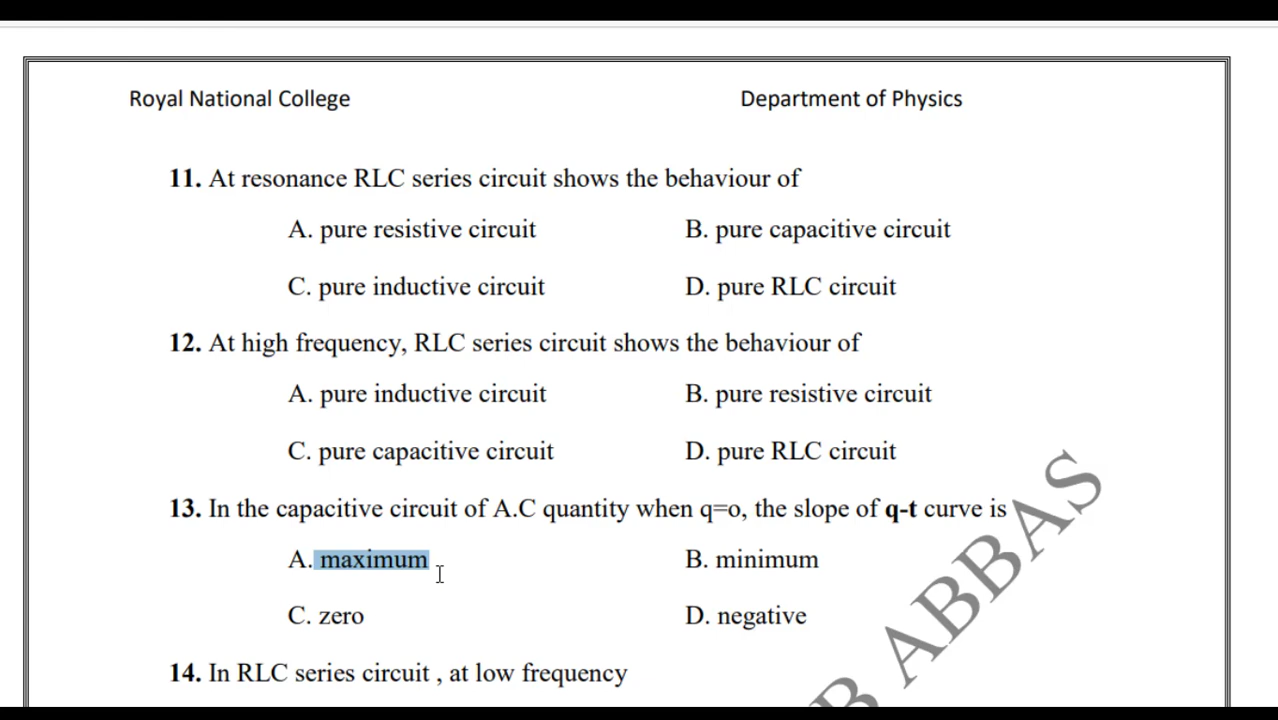 Royal National College Department of Physics
11. At resonance RLC series circuit shows the behaviour of
A. pure resistive circuit B. pure capacitive circuit
C. pure inductive circuit D. pure RLC circuit
12. At high frequency, RLC series circuit shows the behaviour of
A. pure inductive circuit B. pure resistive circuit
C. pure capacitive circuit D. pure RLC circuit
13. In the capacitive circuit of A.C quantity when q=o, the slope of q-t curve is
A. maximum B. minimum
C. zero D. negative
14. In RLC series circuit , at low frequency
B ABBAS